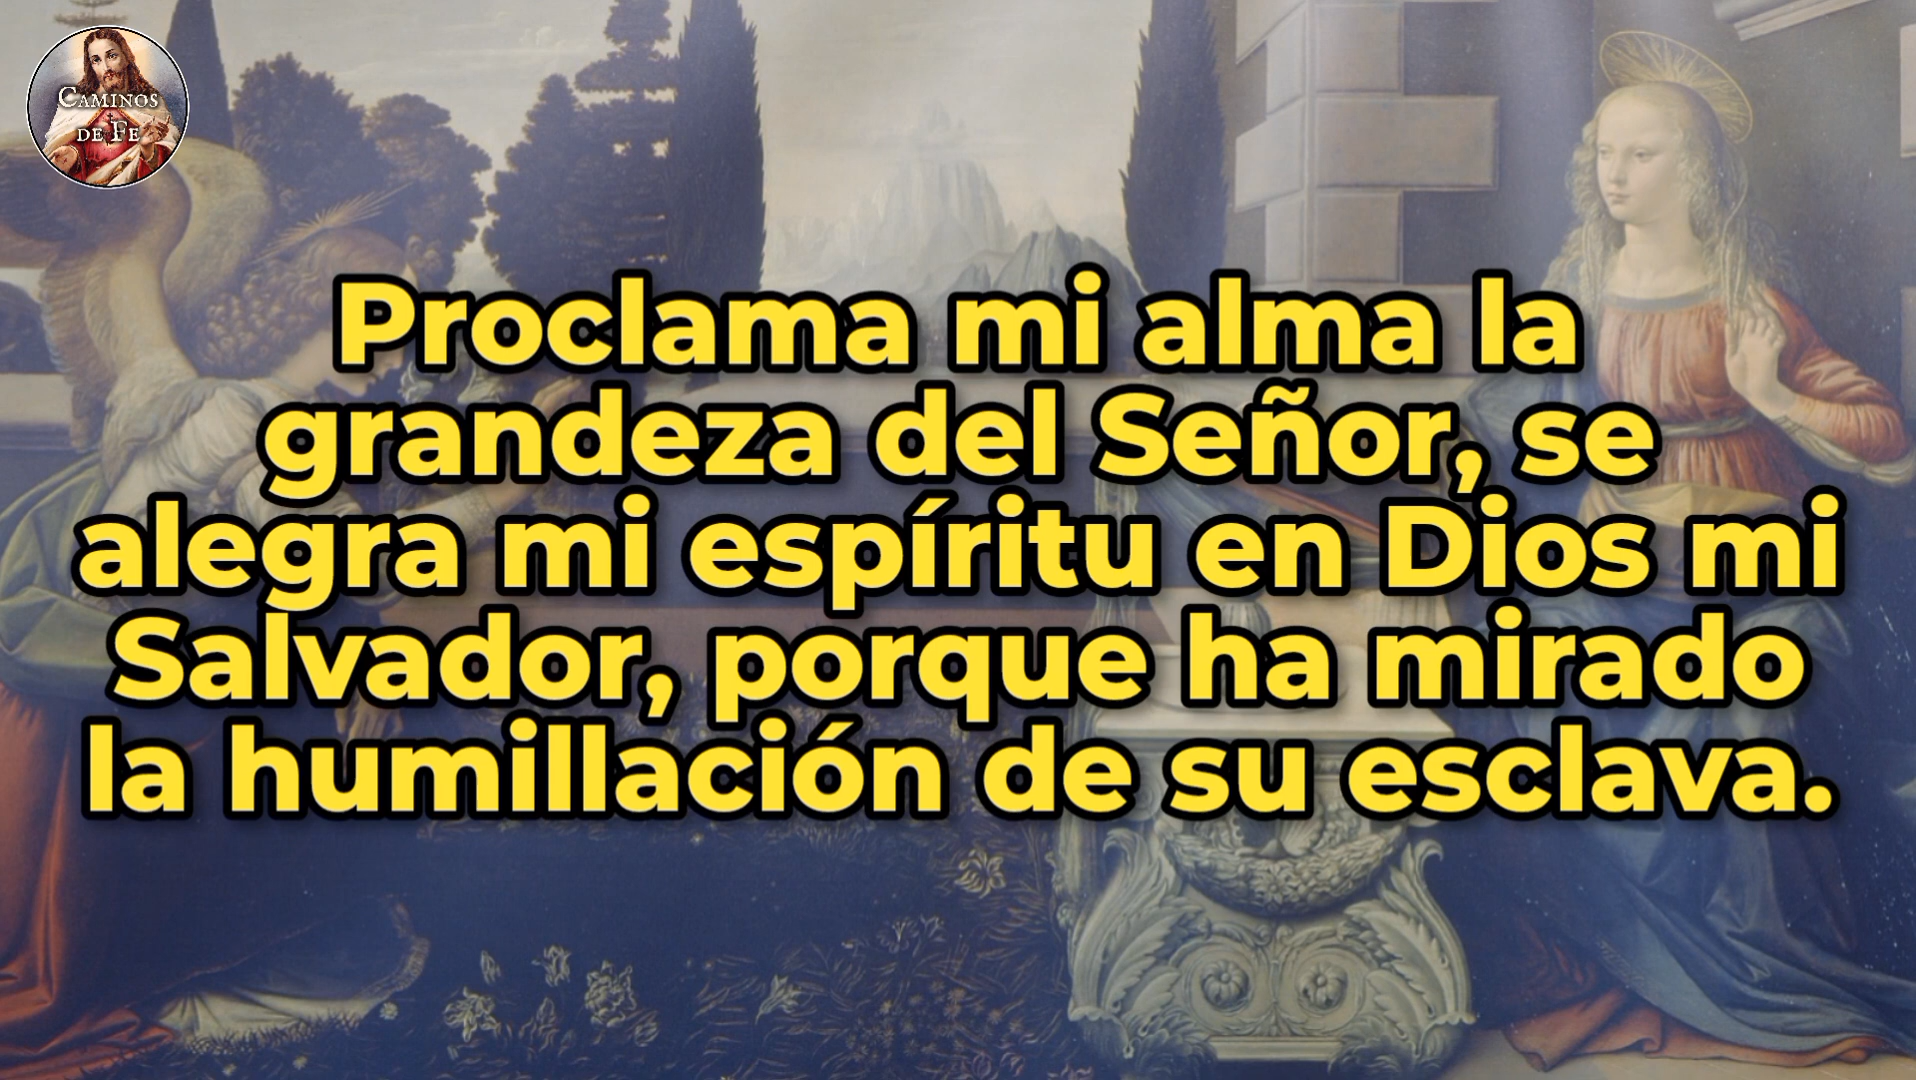 CAMINOS
DE FE
Proclama mi alma la
grandeza del Señor, se
alegra mi espíritu en Dios mi
Salvador, porque ha mirado
la humillación de su esclava.